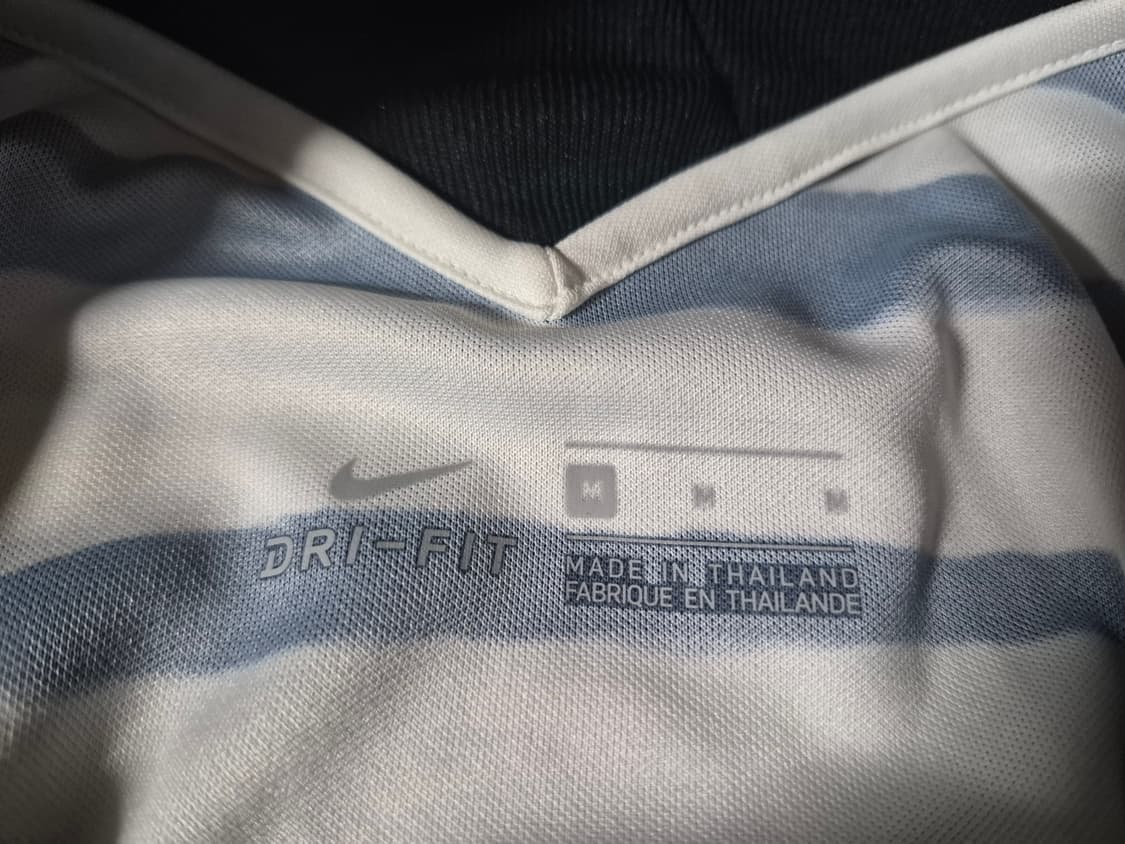 DRI-FIT
M M M
MADE IN THAILAND
FABRIQUE EN THAILANDE